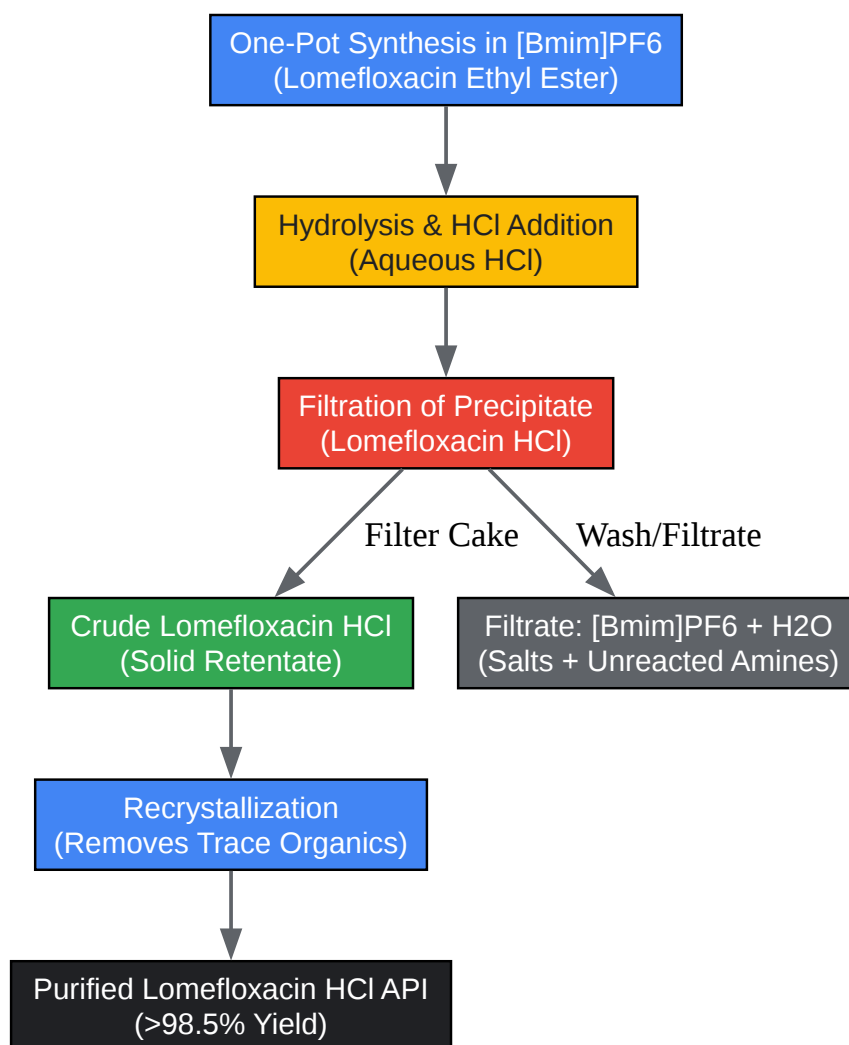 One-Pot Synthesis in [Bmim]PF6
(Lomefloxacin Ethyl Ester)
Hydrolysis & HCl Addition
(Aqueous HCl)
Filtration of Precipitate
(Lomefloxacin HCl)
Filter Cake
Wash/Filtrate
Crude Lomefloxacin HCl
(Solid Retentate)
Filtrate: [Bmim]PF6 + H2O
(Salts + Unreacted Amines)
Recrystallization
(Removes Trace Organics)
Purified Lomefloxacin HCl API
(>98.5% Yield)